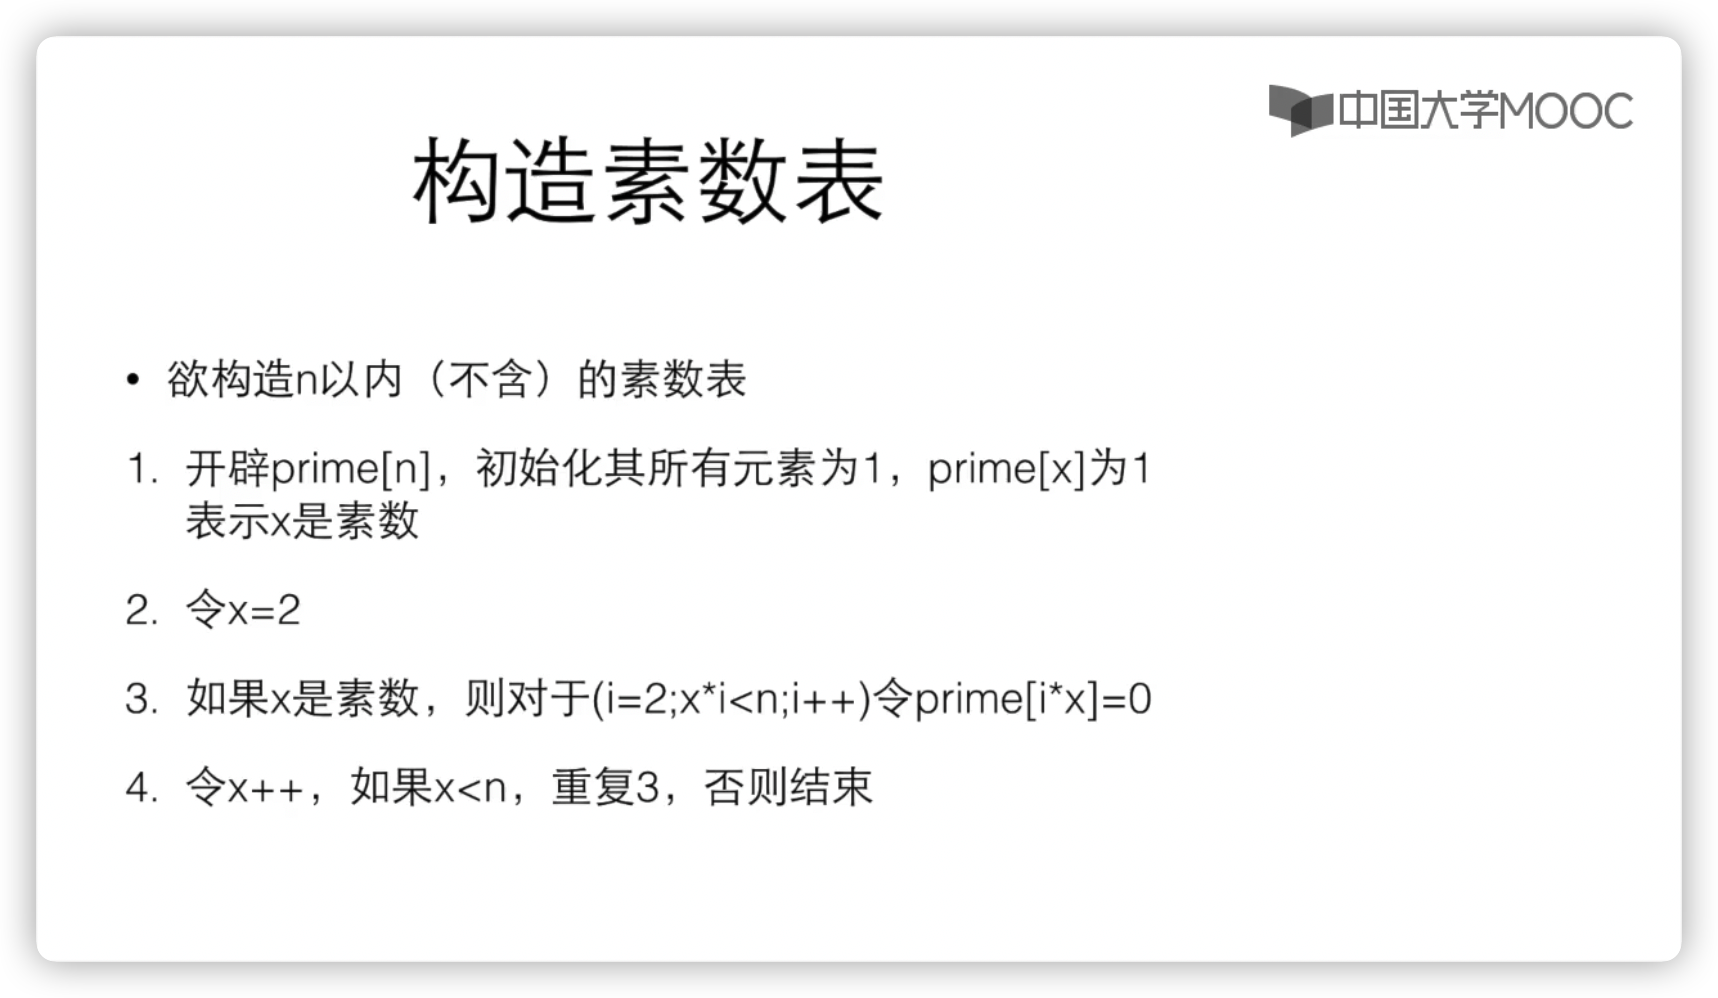 中国大学MOOC
构造素数表
• 欲构造n以内（不含）的素数表
1. 开辟prime[n]，初始化其所有元素为1，prime[x]为1
表示x是素数
2. 令x=2
3. 如果x是素数，则对于(i=2;x*i<n;i++)令prime[i*x]=0
4. 令x++，如果x<n，重复3，否则结束